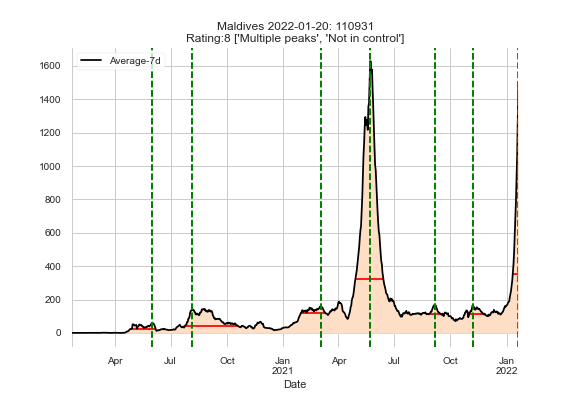 Maldives 2022-01-20: 110931
Rating:8 ['Multiple peaks', 'Not in control']
Average-7d
1600
1400
1200
1000
800
600
400
200
0
Apr Jul Oct Jan Apr Jul Oct Jan
2021 2022
Date